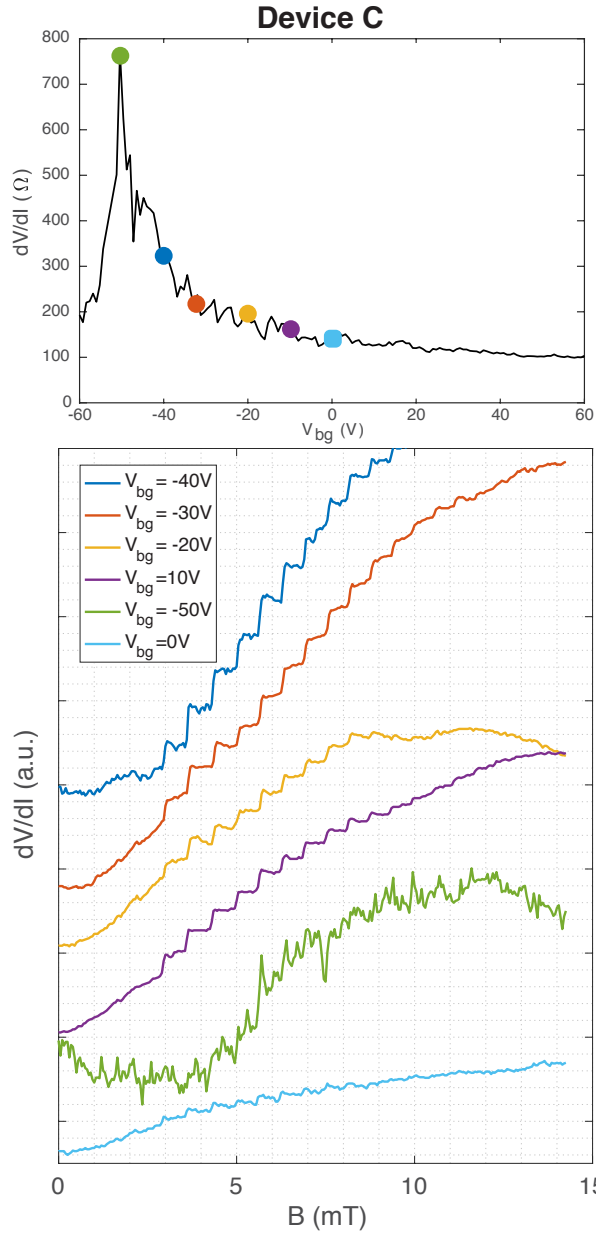 Device C
800
700
600
500
400
300
200
100
0
dV/dI (Ω)
-60 -40 -20 0 20 40 60
V_bg (V)
V_bg = -40V
V_bg = -30V
V_bg = -20V
V_bg =10V
V_bg = -50V
V_bg =0V
dV/dI (a.u.)
0 5 10 15
B (mT)